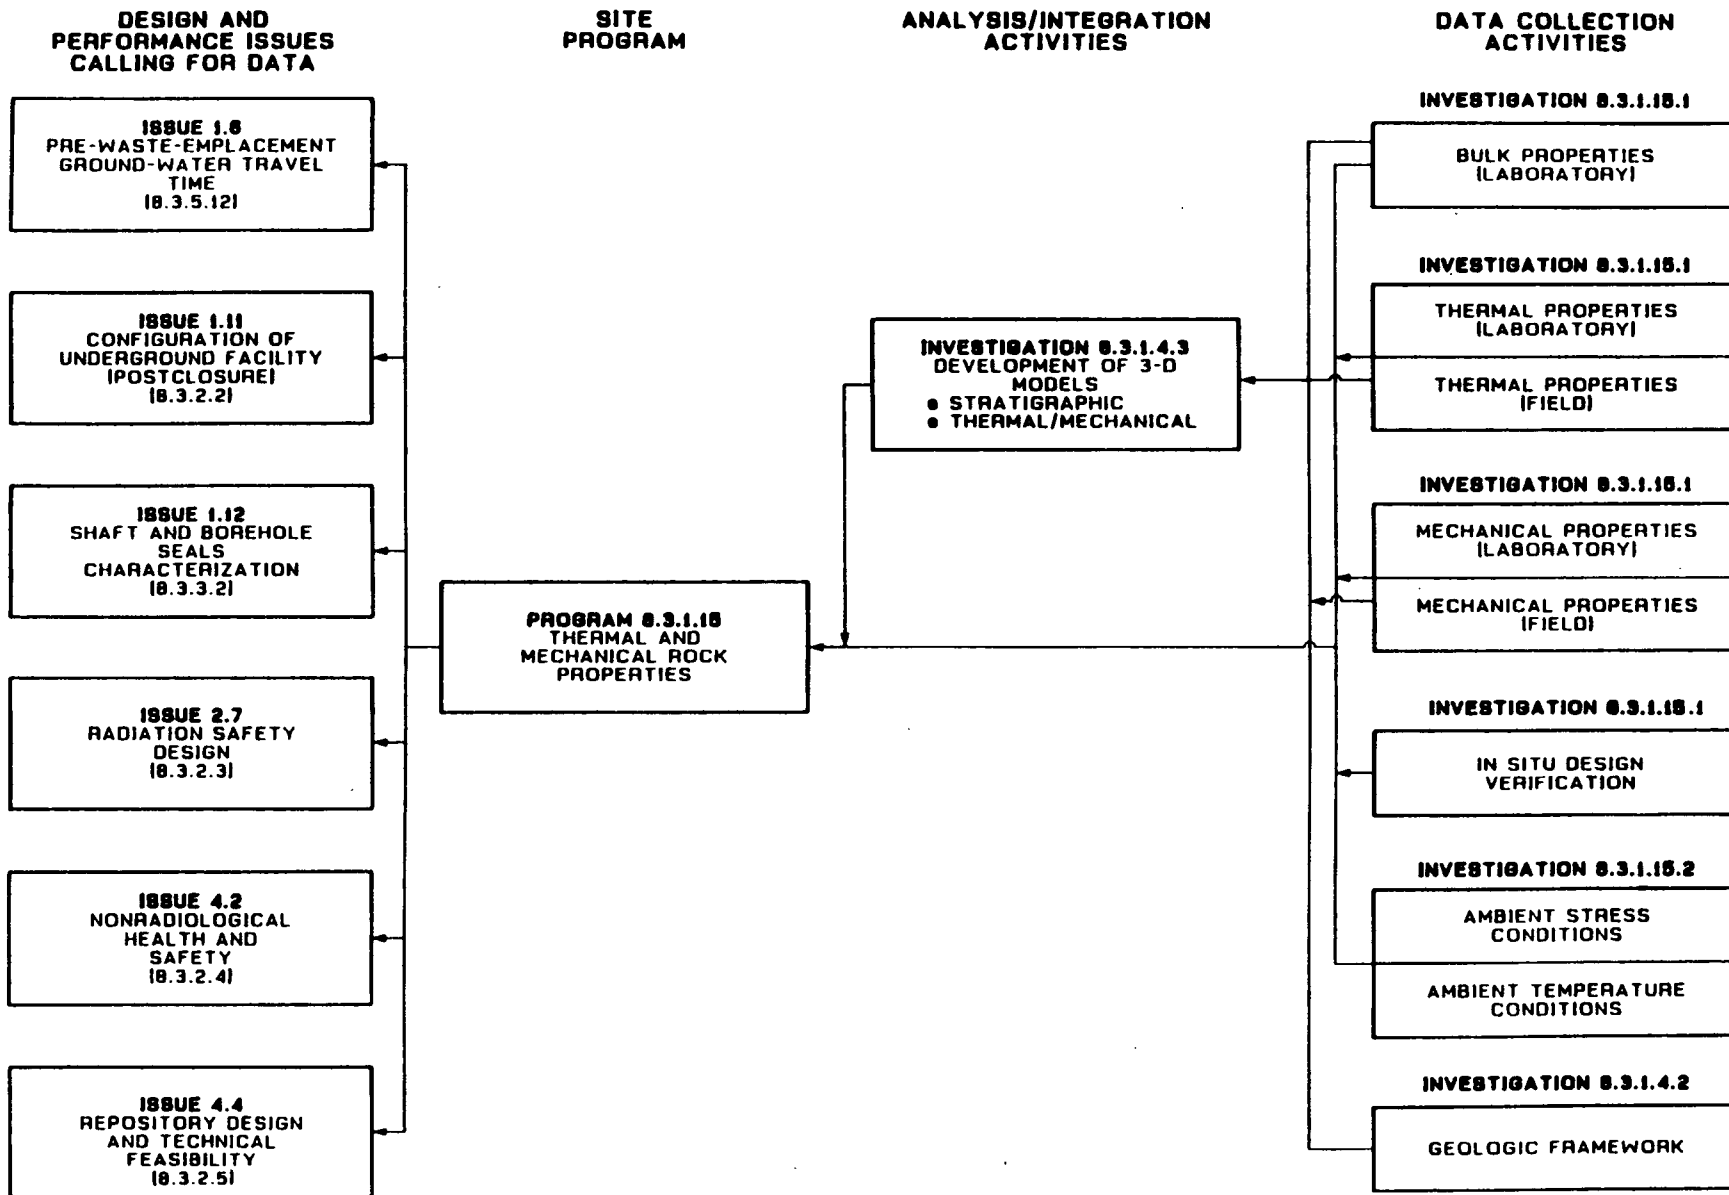 DESIGN AND
PERFORMANCE ISSUES
CALLING FOR DATA
SITE
PROGRAM
ANALYSIS/INTEGRATION
ACTIVITIES
DATA COLLECTION
ACTIVITIES
ISSUE 1.6
PRE-WASTE-EMPLACEMENT
GROUND-WATER TRAVEL
TIME
(8.3.5.12)
ISSUE 1.11
CONFIGURATION OF
UNDERGROUND FACILITY
(POSTCLOSURE)
(8.3.2.2)
ISSUE 1.12
SHAFT AND BOREHOLE
SEALS
CHARACTERIZATION
(8.3.3.2)
ISSUE 2.7
RADIATION SAFETY
DESIGN
(8.3.2.3)
ISSUE 4.2
NONRADIOLOGICAL
HEALTH AND
SAFETY
(8.3.2.4)
ISSUE 4.4
REPOSITORY DESIGN
AND TECHNICAL
FEASIBILITY
(8.3.2.5)
PROGRAM 8.3.1.15
THERMAL AND
MECHANICAL ROCK
PROPERTIES
INVESTIGATION 8.3.1.4.3
DEVELOPMENT OF 3-D
MODELS
● STRATIGRAPHIC
● THERMAL/MECHANICAL
INVESTIGATION 8.3.1.15.1
BULK PROPERTIES
(LABORATORY)
INVESTIGATION 8.3.1.15.1
THERMAL PROPERTIES
(LABORATORY)
THERMAL PROPERTIES
(FIELD)
INVESTIGATION 8.3.1.15.1
MECHANICAL PROPERTIES
(LABORATORY)
MECHANICAL PROPERTIES
(FIELD)
INVESTIGATION 8.3.1.15.1
IN SITU DESIGN
VERIFICATION
INVESTIGATION 8.3.1.15.2
AMBIENT STRESS
CONDITIONS
AMBIENT TEMPERATURE
CONDITIONS
INVESTIGATION 8.3.1.4.2
GEOLOGIC FRAMEWORK